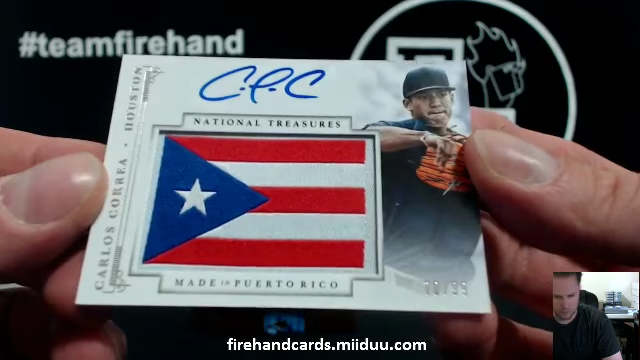 #teamfirehand
CARLOS CORREA • HOUSTON
NATIONAL TREASURES
MADE IN PUERTO RICO
firehandcards.miiduu.com